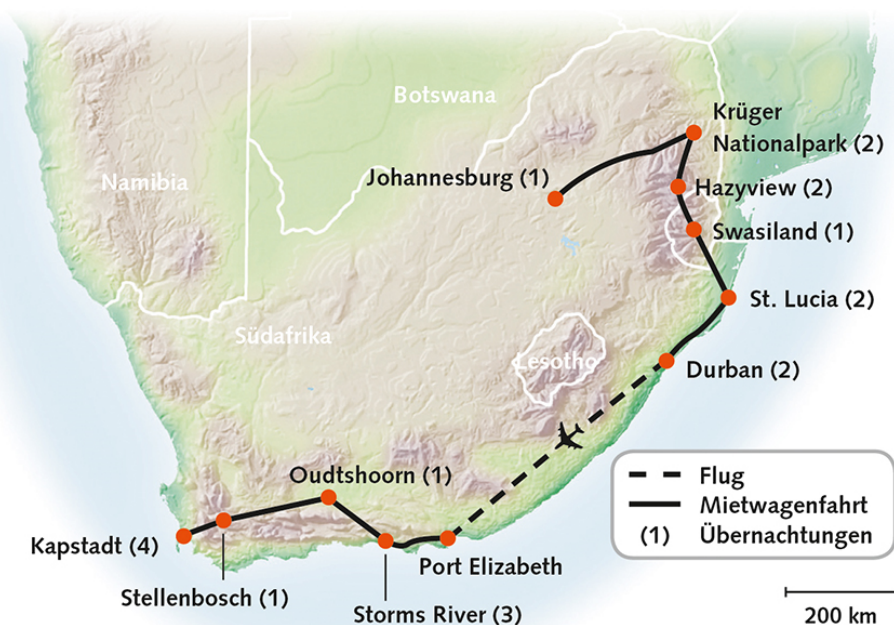 Botswana
Krüger
Nationalpark (2)
Namibia
Johannesburg (1)
Hazyview (2)
Swasiland (1)
St. Lucia (2)
Südafrika
Lesotho
Durban (2)
Oudtshoorn (1)
Flug
Mietwagenfahrt
(1) Übernachtungen
Kapstadt (4)
Port Elizabeth
Stellenbosch (1)
Storms River (3)
200 km